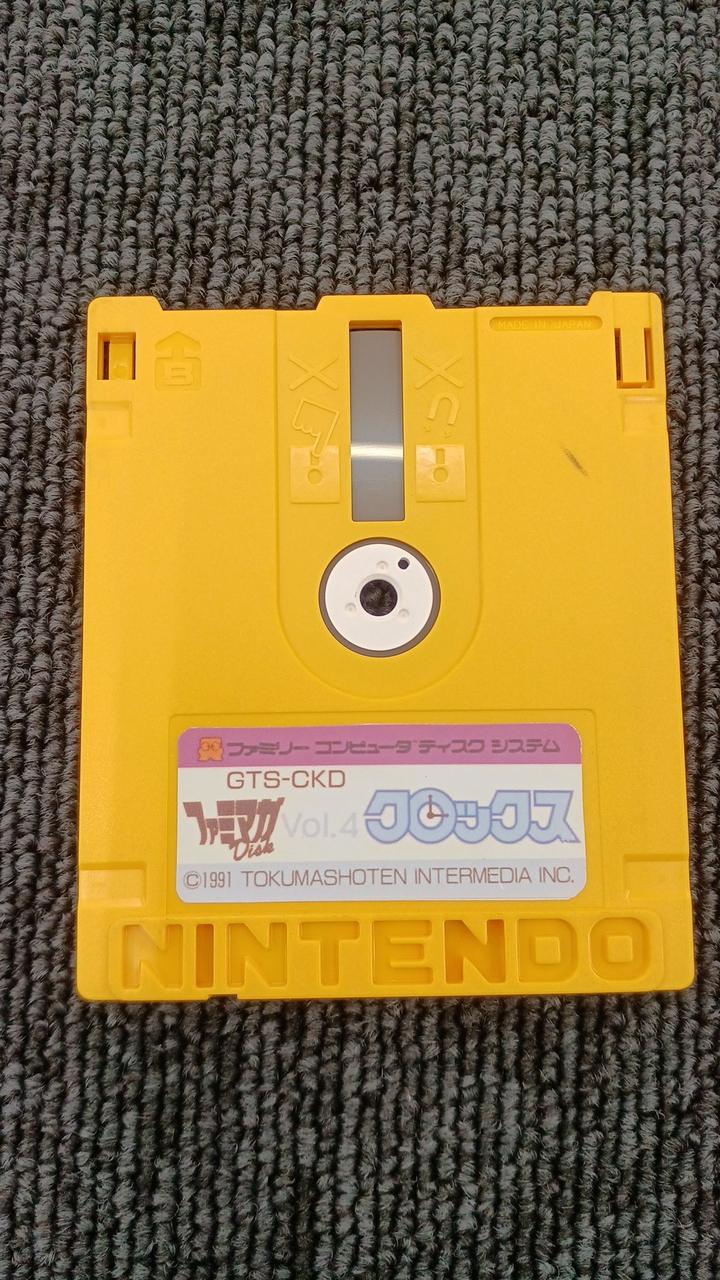 MADE IN JAPAN
B
ファミリー コンピュータ ディスク システム
GTS-CKD
ファミマガ Disk Vol.4 クロックス
©1991 TOKUMASHOTEN INTERMEDIA INC.
NINTENDO